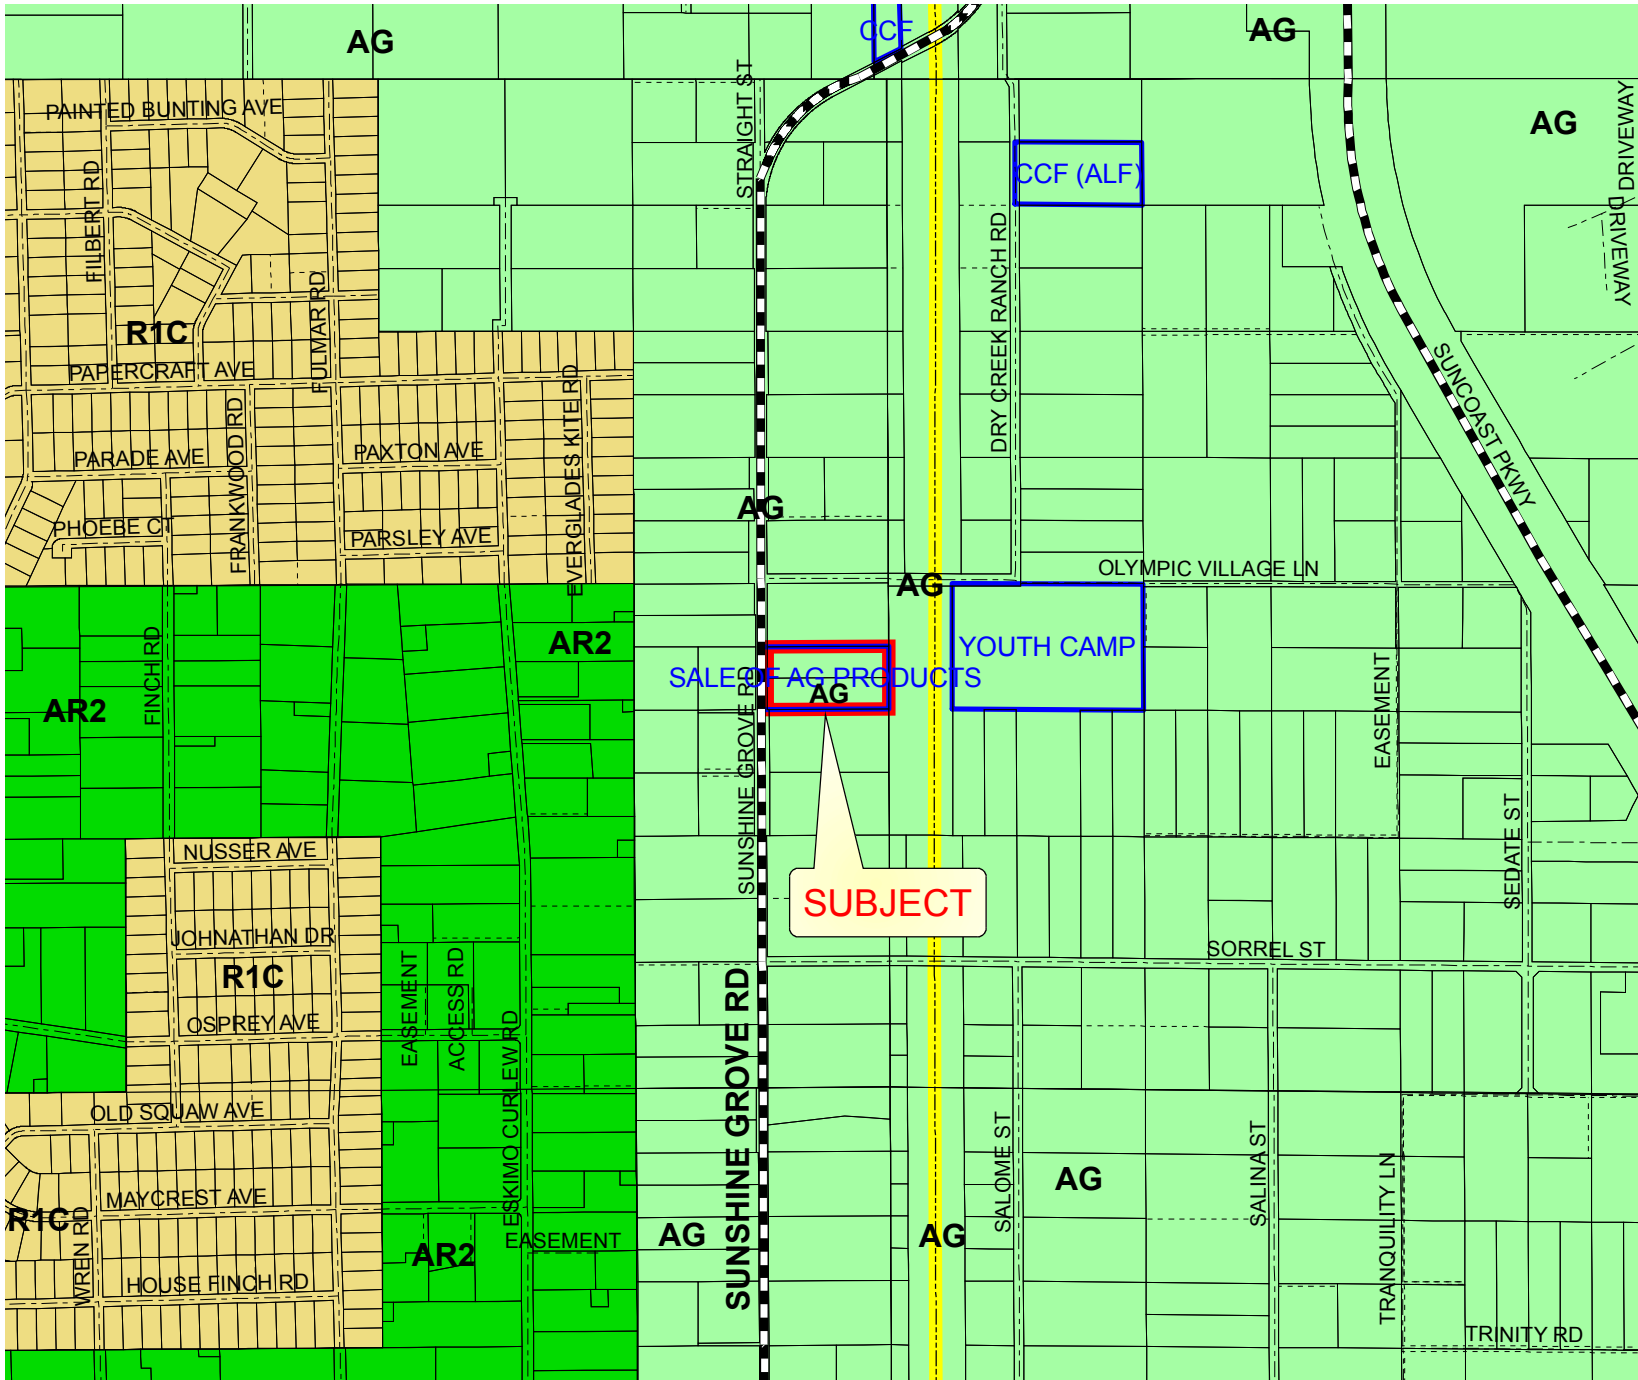 CCF
AG
AG
PAINTED BUNTING AVE
STRAIGHT ST
AG
DRIVEWAY
CCF (ALF)
FILBERT RD
DRIVEWAY
DRY CREEK RANCH RD
FULMAR RD
R1C
PAPERCRAFT AVE
SUNCOAST PKWY
EVERGLADES KITE RD
FRANKWOOD RD
PARADE AVE
PAXTON AVE
AG
PHOEBE CT
PARSLEY AVE
OLYMPIC VILLAGE LN
AG
AR2
YOUTH CAMP
FINCH RD
SALE OF AG PRODUCTS
AG
AR2
EASEMENT
SUNSHINE GROVE RD
NUSSER AVE
SEDATE ST
SUBJECT
JOHNATHAN DR
SORREL ST
R1C
EASEMENT
ACCESS RD
OSPREY AVE
SUNSHINE GROVE RD
ESKIMO CURLEW RD
OLD SQUAW AVE
SALOME ST
SALINA ST
AG
TRANQUILITY LN
MAYCREST AVE
R1C
WREN RD
AG
AG
EASEMENT
AR2
HOUSE FINCH RD
TRINITY RD